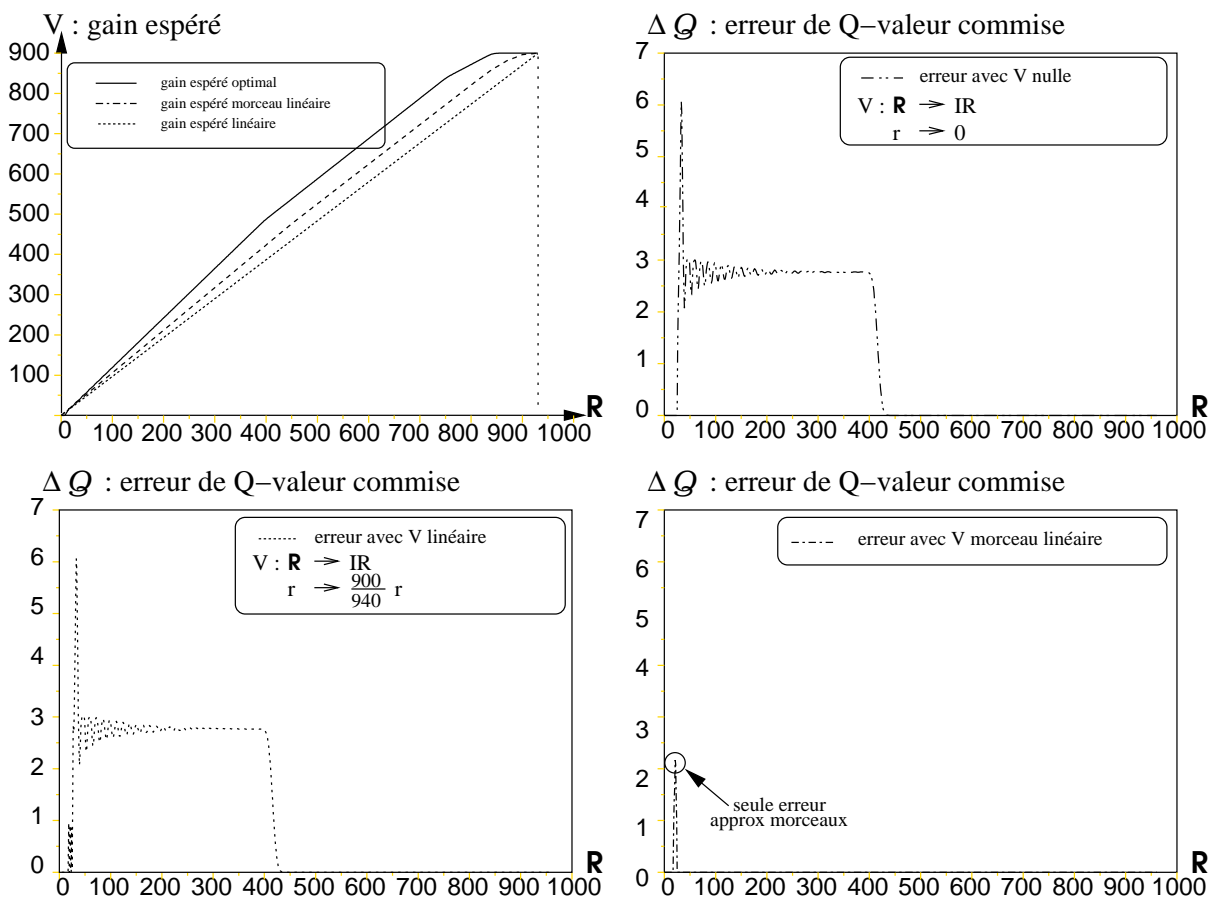 V : gain espéré
900
800
700
600
500
400
300
200
100
gain espéré optimal
gain espéré morceau linéaire
gain espéré linéaire
0 100 200 300 400 500 600 700 800 900 1000
R
Δ Q : erreur de Q−valeur commise
7
6
5
4
3
2
1
0
erreur avec V nulle
V : R → IR
r → 0
0 100 200 300 400 500 600 700 800 900 1000
R
Δ Q : erreur de Q−valeur commise
7
6
5
4
3
2
1
0
erreur avec V linéaire
V : R → IR
r → 900/940 r
0 100 200 300 400 500 600 700 800 900 1000
R
Δ Q : erreur de Q−valeur commise
7
6
5
4
3
2
1
0
erreur avec V morceau linéaire
seule erreur
approx morceaux
0 100 200 300 400 500 600 700 800 900 1000
R